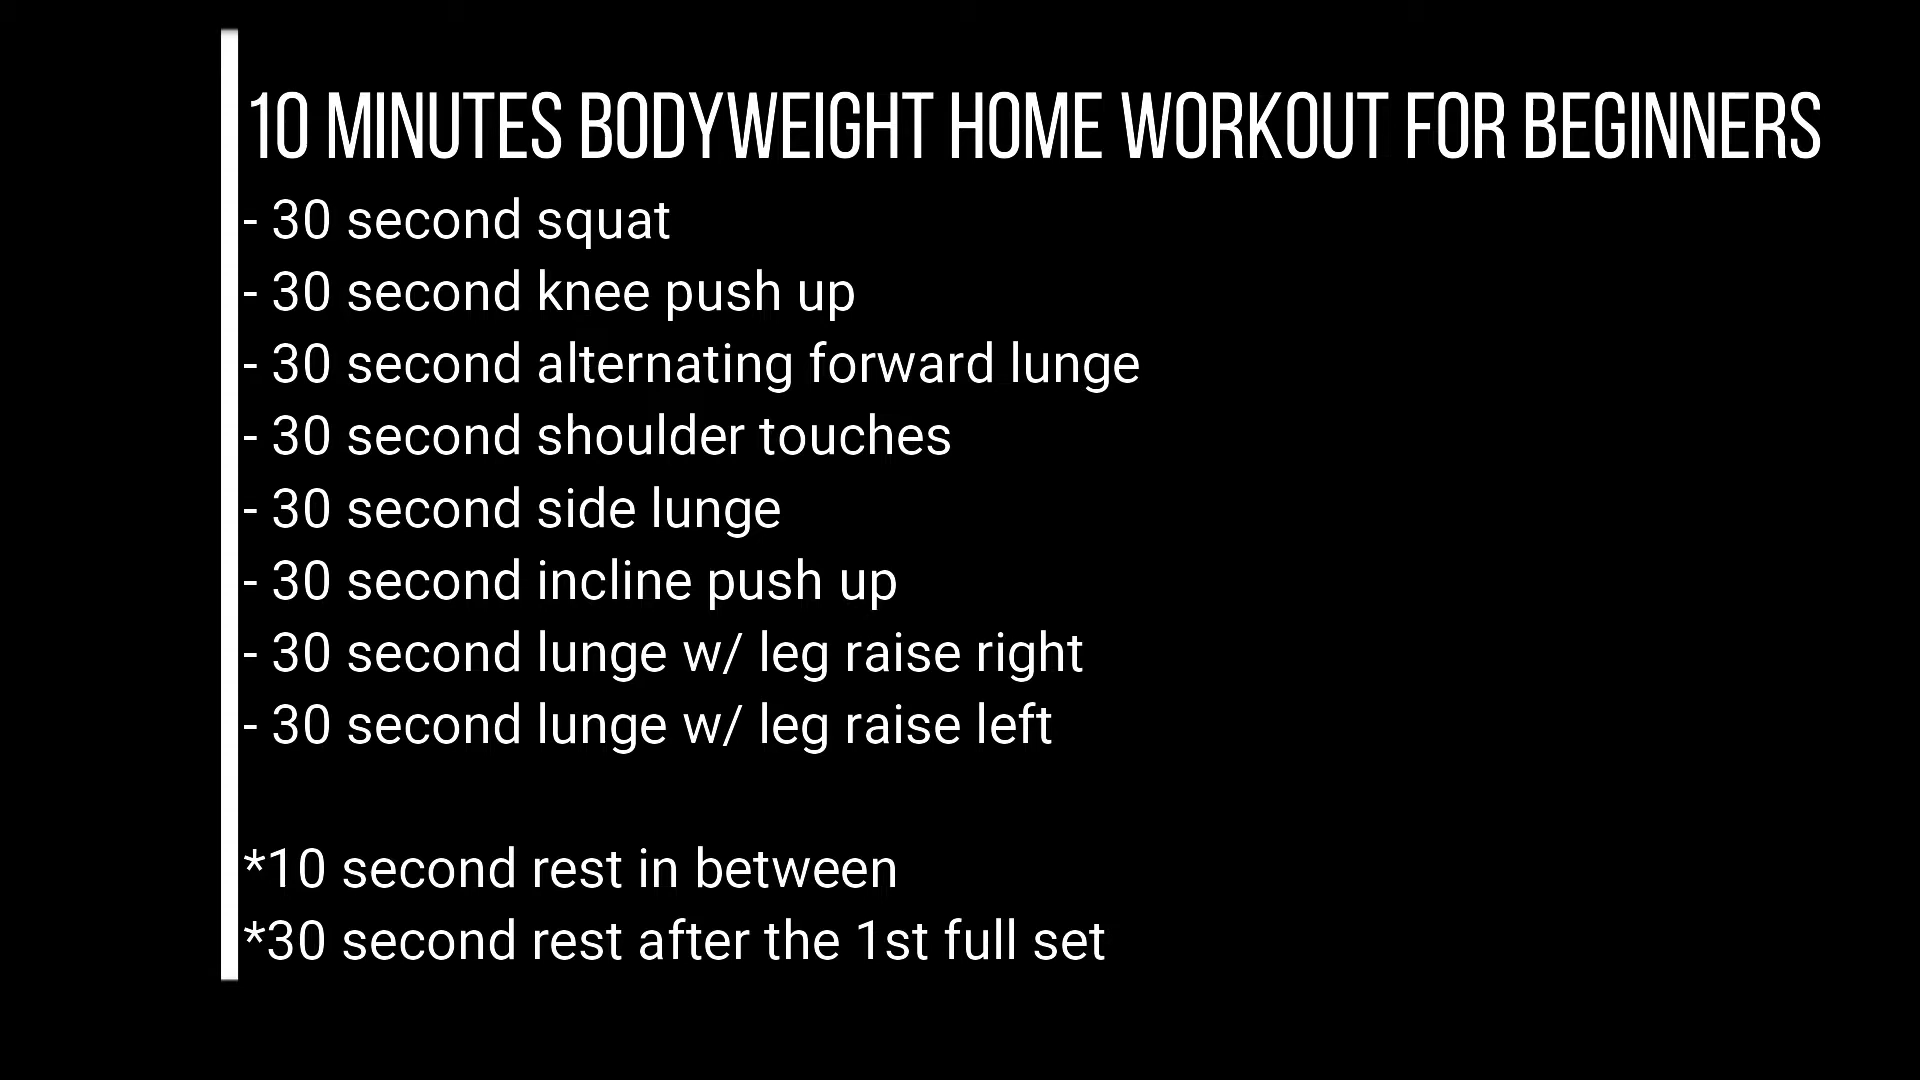 10 MINUTES BODYWEIGHT HOME WORKOUT FOR BEGINNERS
- 30 second squat
- 30 second knee push up
- 30 second alternating forward lunge
- 30 second shoulder touches
- 30 second side lunge
- 30 second incline push up
- 30 second lunge w/ leg raise right
- 30 second lunge w/ leg raise left
*10 second rest in between
*30 second rest after the 1st full set